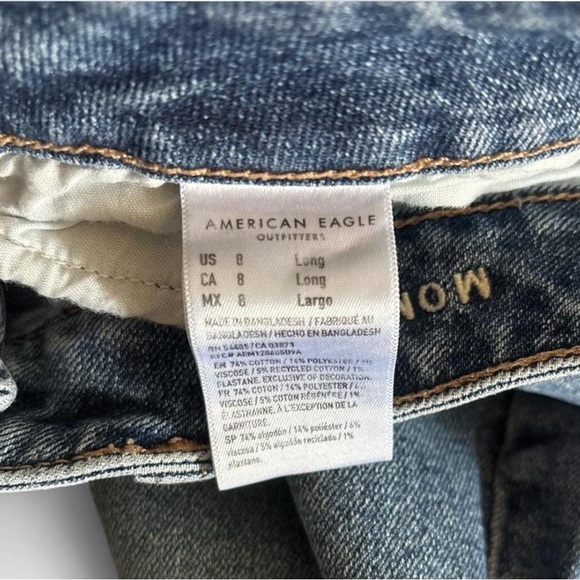 AMERICAN EAGLE
OUTFITTERS
US 8 Long
CA 8 Long
MX 8 Largo
MADE IN BANGLADESH / FABRIQUÉ AU
BANGLADESH / HECHO EN BANGLADESH
RN 54485 / CA 03873
EN 74% COTTON / 14% POLYESTER / 6%
VISCOSE / 5% RECYCLED COTTON / 1%
ELASTANE. EXCLUSIVE OF DECORATION.
FR 74% COTON / 14% POLYESTER / 6%
VISCOSE / 5% COTON RÉGÉNÉRÉ / 1%
ÉLASTHANNE. À L'EXCEPTION DE LA
GARNITURE.
SP 74% algodón / 14% poliéster / 6%
viscosa / 5% algodón reciclado / 1%
elastano.
MO